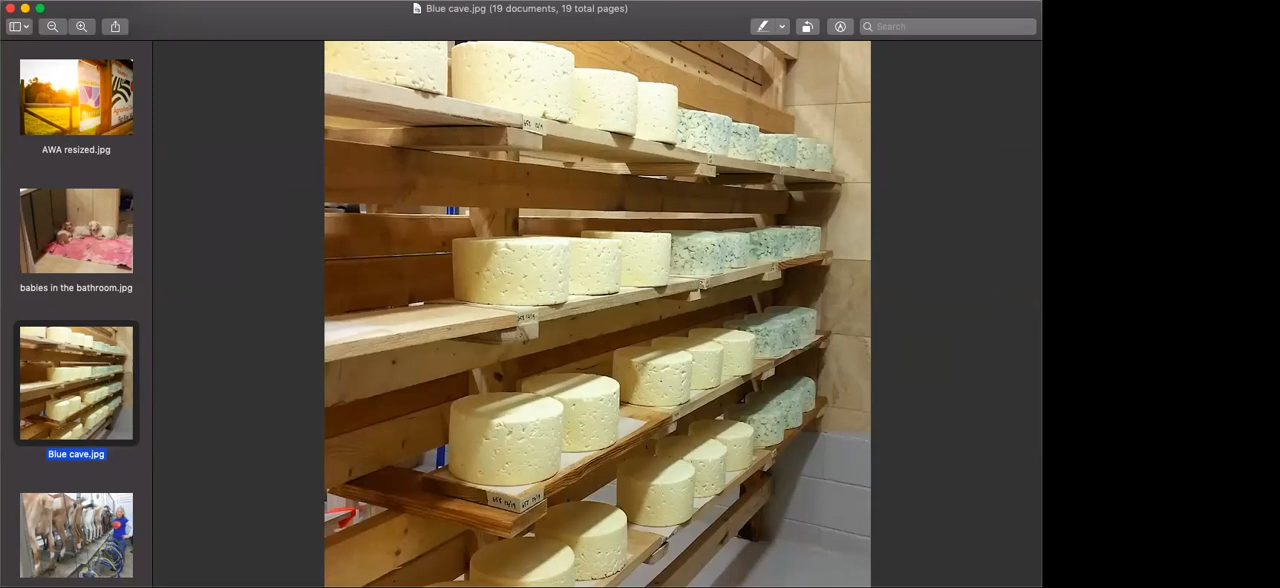 Blue cave.jpg (19 documents, 19 total pages)
Search
AWA resized.jpg
babies in the bathroom.jpg
Blue cave.jpg